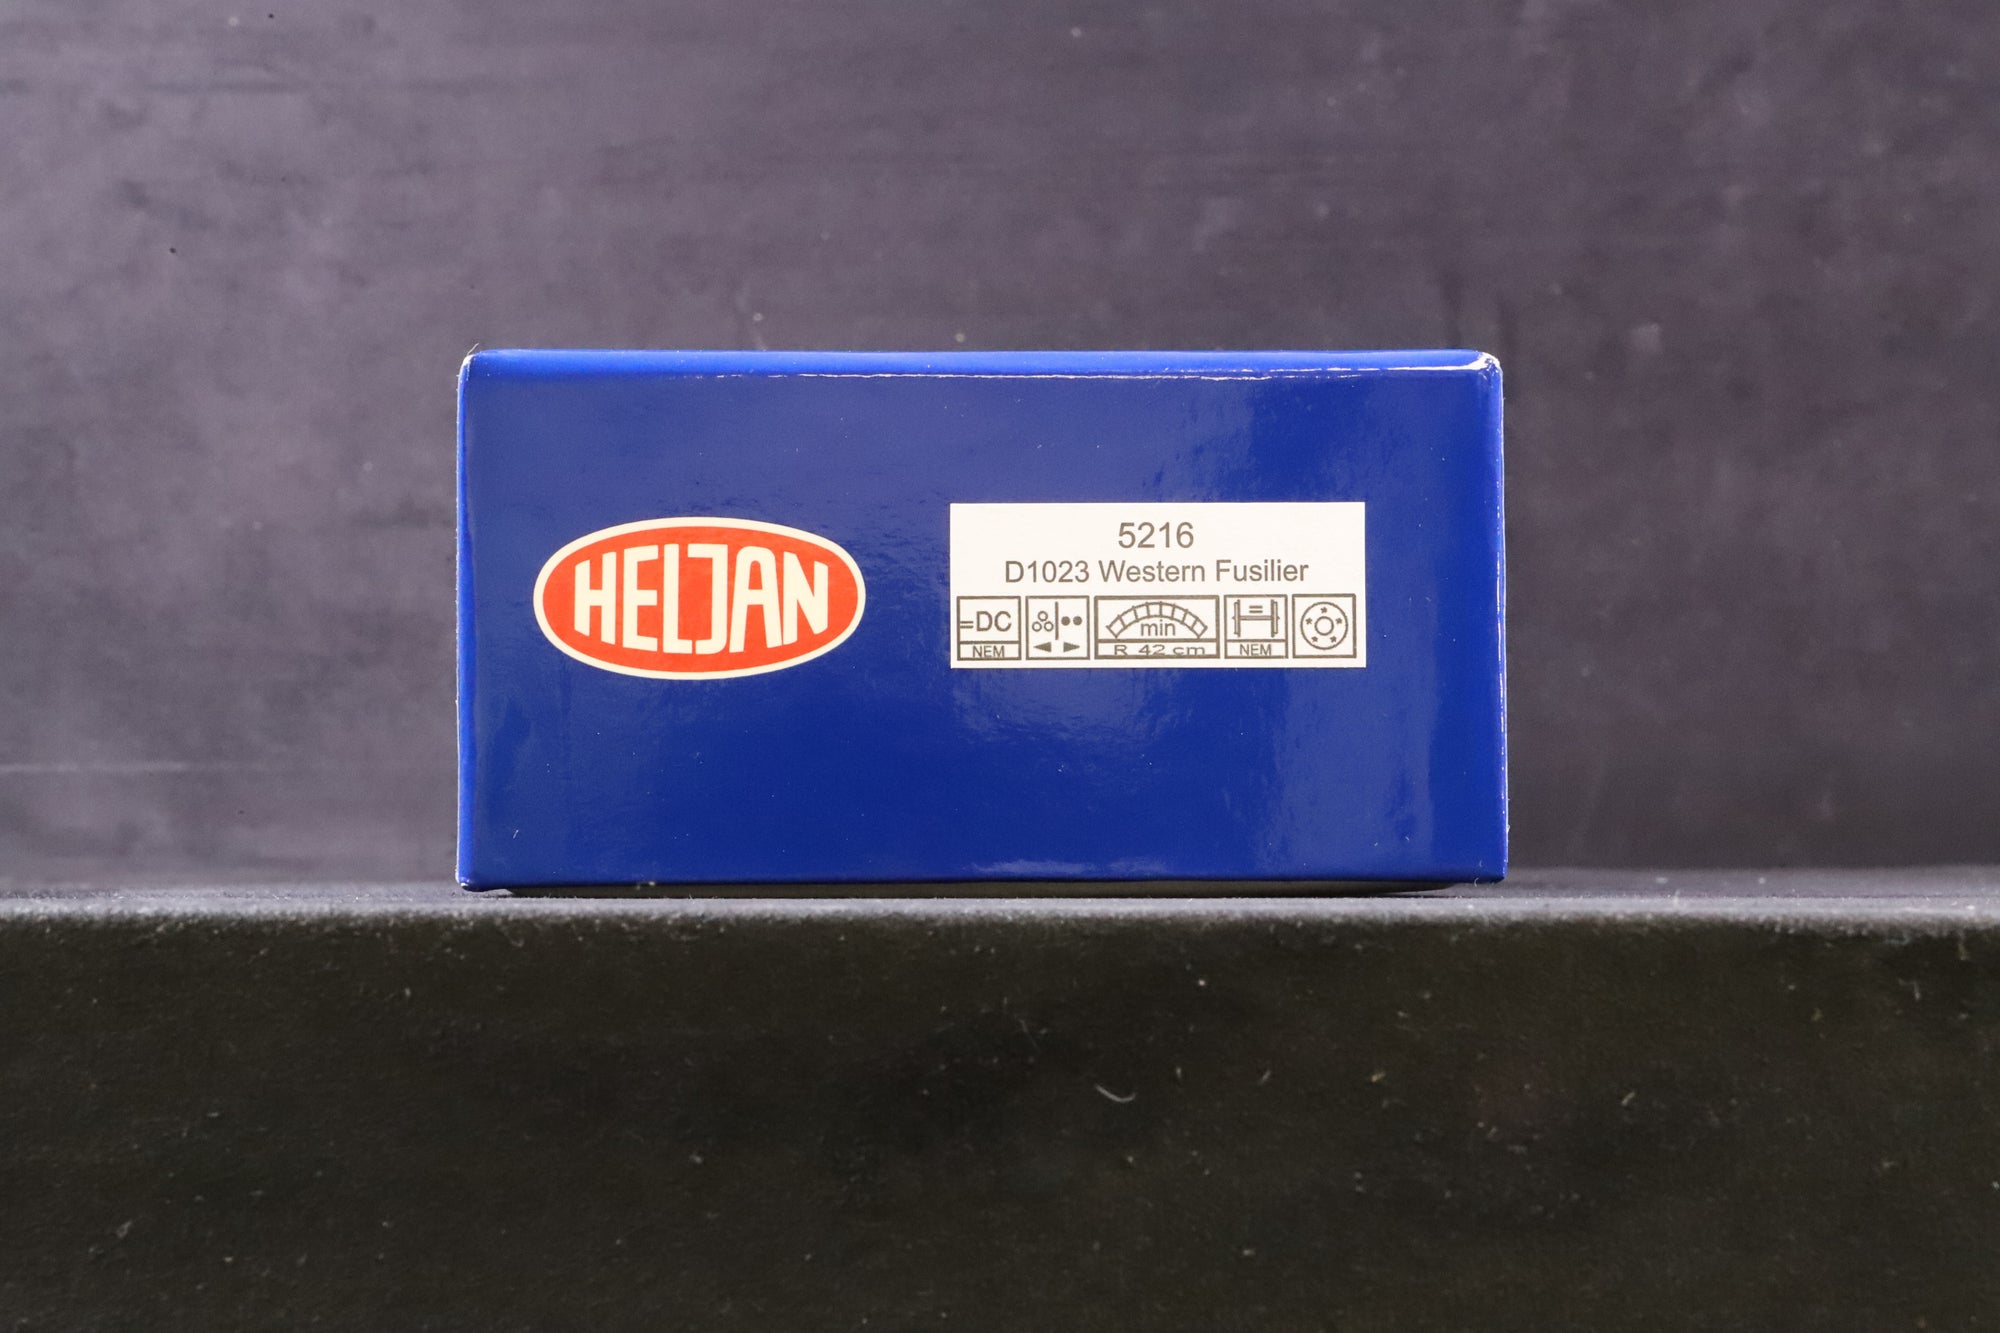 HELJAN
5216
D1023 Western Fusilier
=DC
NEM
min
R 42 cm
NEM